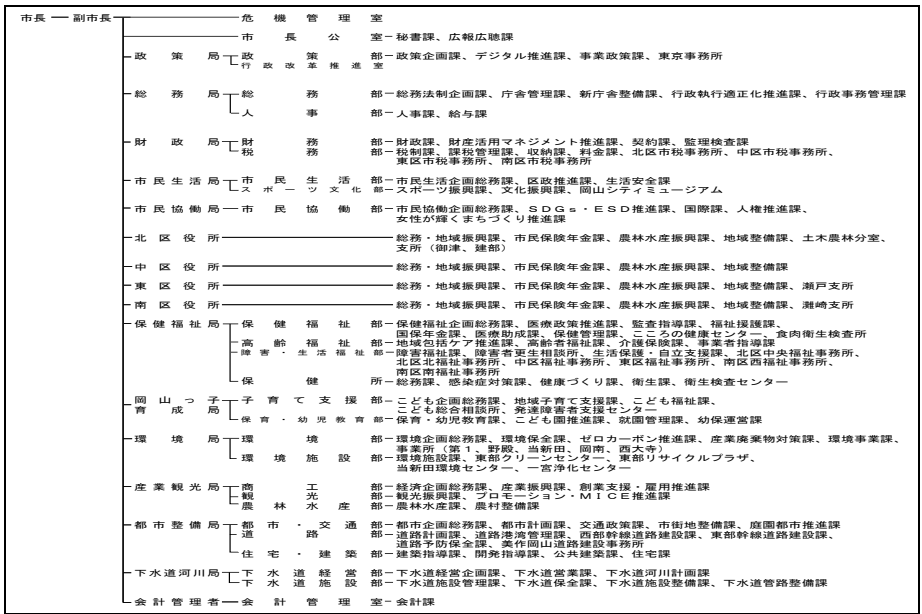 市長 副市長 危機管理室
市長公室 秘書課、広報広聴課
政策局 政策部 政策企画課、デジタル推進課、事業政策課、東京事務所
行政改革推進室
総務局 総務部 総務法制企画課、庁舎管理課、新庁舎整備課、行政執行適正化推進課、行政事務管理課
人事部 人事課、給与課
財政局 財務部 財政課、財産活用マネジメント推進課、契約課、監理検査課
税務部 税制課、課税管理課、収納課、料金課、北区市税事務所、中区市税事務所、
東区市税事務所、南区市税事務所
市民生活局 市民生活部 市民生活企画総務課、区政推進課、生活安全課
スポーツ文化部 スポーツ振興課、文化振興課、岡山シティミュージアム
市民協働局 市民協働部 市民協働企画総務課、SDGs・ESD推進課、国際課、人権推進課、
女性が輝くまちづくり推進課
北区役所 総務・地域振興課、市民保険年金課、農林水産振興課、地域整備課、土木農林分室、
支所（御津、建部）
中区役所 総務・地域振興課、市民保険年金課、農林水産振興課、地域整備課
東区役所 総務・地域振興課、市民保険年金課、農林水産振興課、地域整備課、瀬戸支所
南区役所 総務・地域振興課、市民保険年金課、農林水産振興課、地域整備課、灘崎支所
保健福祉局 保健福祉部 保健福祉企画総務課、医療政策推進課、監査指導課、福祉援護課、
国保年金課、医療助成課、保健管理課、こころの健康センター、食肉衛生検査所
高齢福祉部 地域包括ケア推進課、高齢者福祉課、介護保険課、事業者指導課
障害・生活福祉部 障害福祉課、障害者更生相談所、生活保護・自立支援課、北区中央福祉事務所、
北区北福祉事務所、中区福祉事務所、東区福祉事務所、南区西福祉事務所、
南区南福祉事務所
保健所 総務課、感染症対策課、健康づくり課、衛生課、衛生検査センター
岡山っ子 子育て支援部 こども企画総務課、地域子育て支援課、こども福祉課、
育成局 こども総合相談所、発達障害者支援センター
保育・幼児教育部 保育・幼児教育課、こども園推進課、就園管理課、幼保運営課
環境局 環境部 環境企画総務課、環境保全課、ゼロカーボン推進課、産業廃棄物対策課、環境事業課、
事業所（第1、野殿、当新田、岡南、西大寺）
環境施設部 環境施設課、東部クリーンセンター、東部リサイクルプラザ、
当新田環境センター、一宮浄化センター
産業観光局 商工部 経済企画総務課、産業振興課、創業支援・雇用推進課
観光部 観光振興課、プロモーション・MICE推進課
農林水産部 農林水産課、農村整備課
都市整備局 都市・交通部 都市企画総務課、都市計画課、交通政策課、市街地整備課、庭園都市推進課
道路部 道路計画課、道路港湾管理課、西部幹線道路建設課、東部幹線道路建設課、
道路予防保全課、美作岡山道路建設事務所
住宅・建築部 建築指導課、開発指導課、公共建築課、住宅課
下水道河川局 下水道経営部 下水道経営企画課、下水道営業課、下水道河川計画課
下水道施設部 下水道施設管理課、下水道保全課、下水道施設整備課、下水道管路整備課
会計管理者 会計管理室 会計課